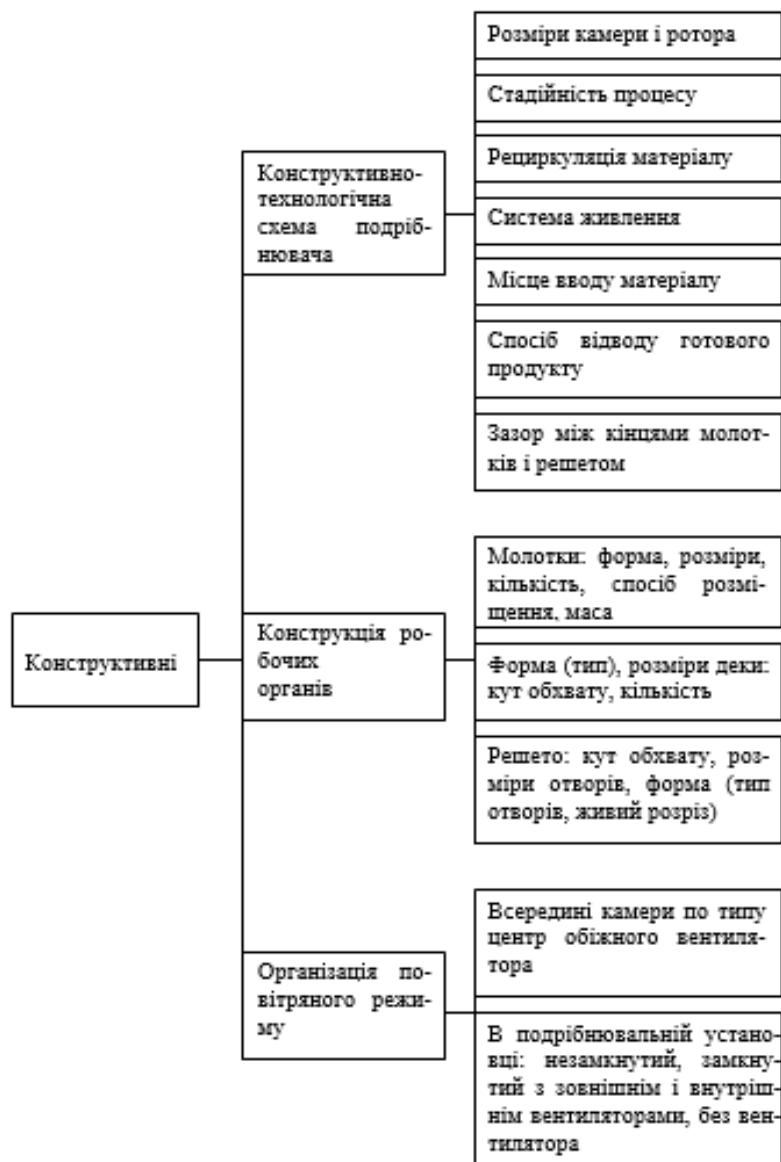 Розміри камери і ротора
Стадійність процесу
Рециркуляція матеріалу
Конструктивно-
технологічна
схема подріб-
нювача
Система живлення
Місце вводу матеріалу
Спосіб відводу готового
продукту
Зазор між кінцями молот-
ків і решетом
Молотки: форма, розміри,
кількість, спосіб розмі-
щення, маса
Конструктивні
Конструкція ро-
бочих
органів
Форма (тип), розміри деки:
кут обхвату, кількість
Решето: кут обхвату, роз-
міри отворів, форма (тип
отворів, живий розріз)
Всередині камери по типу
центр обіжного вентиля-
тора
Організація по-
вітряного режи-
му
В подрібнювальній устано-
вці: незамкнутий, замкну-
тий з зовнішнім і внутріш-
нім вентиляторами, без вен-
тилятора